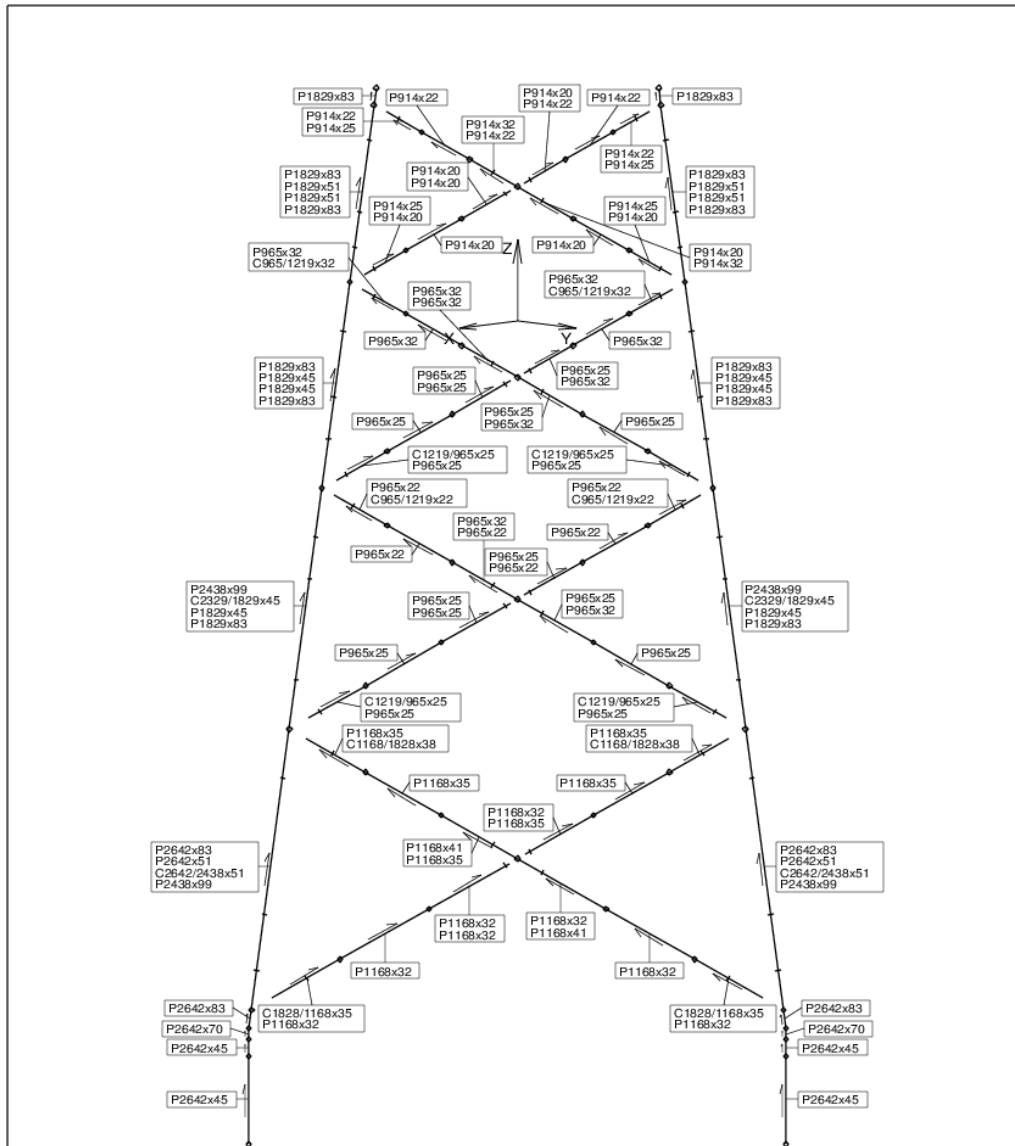 P1829x83
P914x22
P914x20
P914x22
P914x22
P1829x83
P914x22
P914x25
P914x32
P914x22
P914x22
P914x25
P1829x83
P1829x51
P1829x51
P1829x83
P914x20
P914x20
P1829x83
P1829x51
P1829x51
P1829x83
P914x25
P914x20
P914x25
P914x20
P914x20
Z
P914x20
P914x20
P914x32
P965x32
C965/1219x32
P965x32
P965x32
P965x32
C965/1219x32
X
Y
P965x32
P965x32
P1829x83
P1829x45
P1829x45
P1829x83
P965x25
P965x25
P965x25
P965x32
P1829x83
P1829x45
P1829x45
P1829x83
P965x25
P965x25
P965x32
P965x25
C1219/965x25
P965x25
C1219/965x25
P965x25
P965x22
C965/1219x22
P965x22
C965/1219x22
P965x32
P965x22
P965x22
P965x22
P965x25
P965x22
P2438x99
C2329/1829x45
P1829x45
P1829x83
P965x25
P965x25
P965x25
P965x32
P2438x99
C2329/1829x45
P1829x45
P1829x83
P965x25
P965x25
C1219/965x25
P965x25
C1219/965x25
P965x25
P1168x35
C1168/1828x38
P1168x35
C1168/1828x38
P1168x35
P1168x35
P1168x32
P1168x35
P1168x41
P1168x35
P2642x83
P2642x51
C2642/2438x51
P2438x99
P2642x83
P2642x51
C2642/2438x51
P2438x99
P1168x32
P1168x32
P1168x32
P1168x41
P1168x32
P1168x32
P2642x83
C1828/1168x35
P1168x32
C1828/1168x35
P1168x32
P2642x83
P2642x70
P2642x70
P2642x45
P2642x45
P2642x45
P2642x45